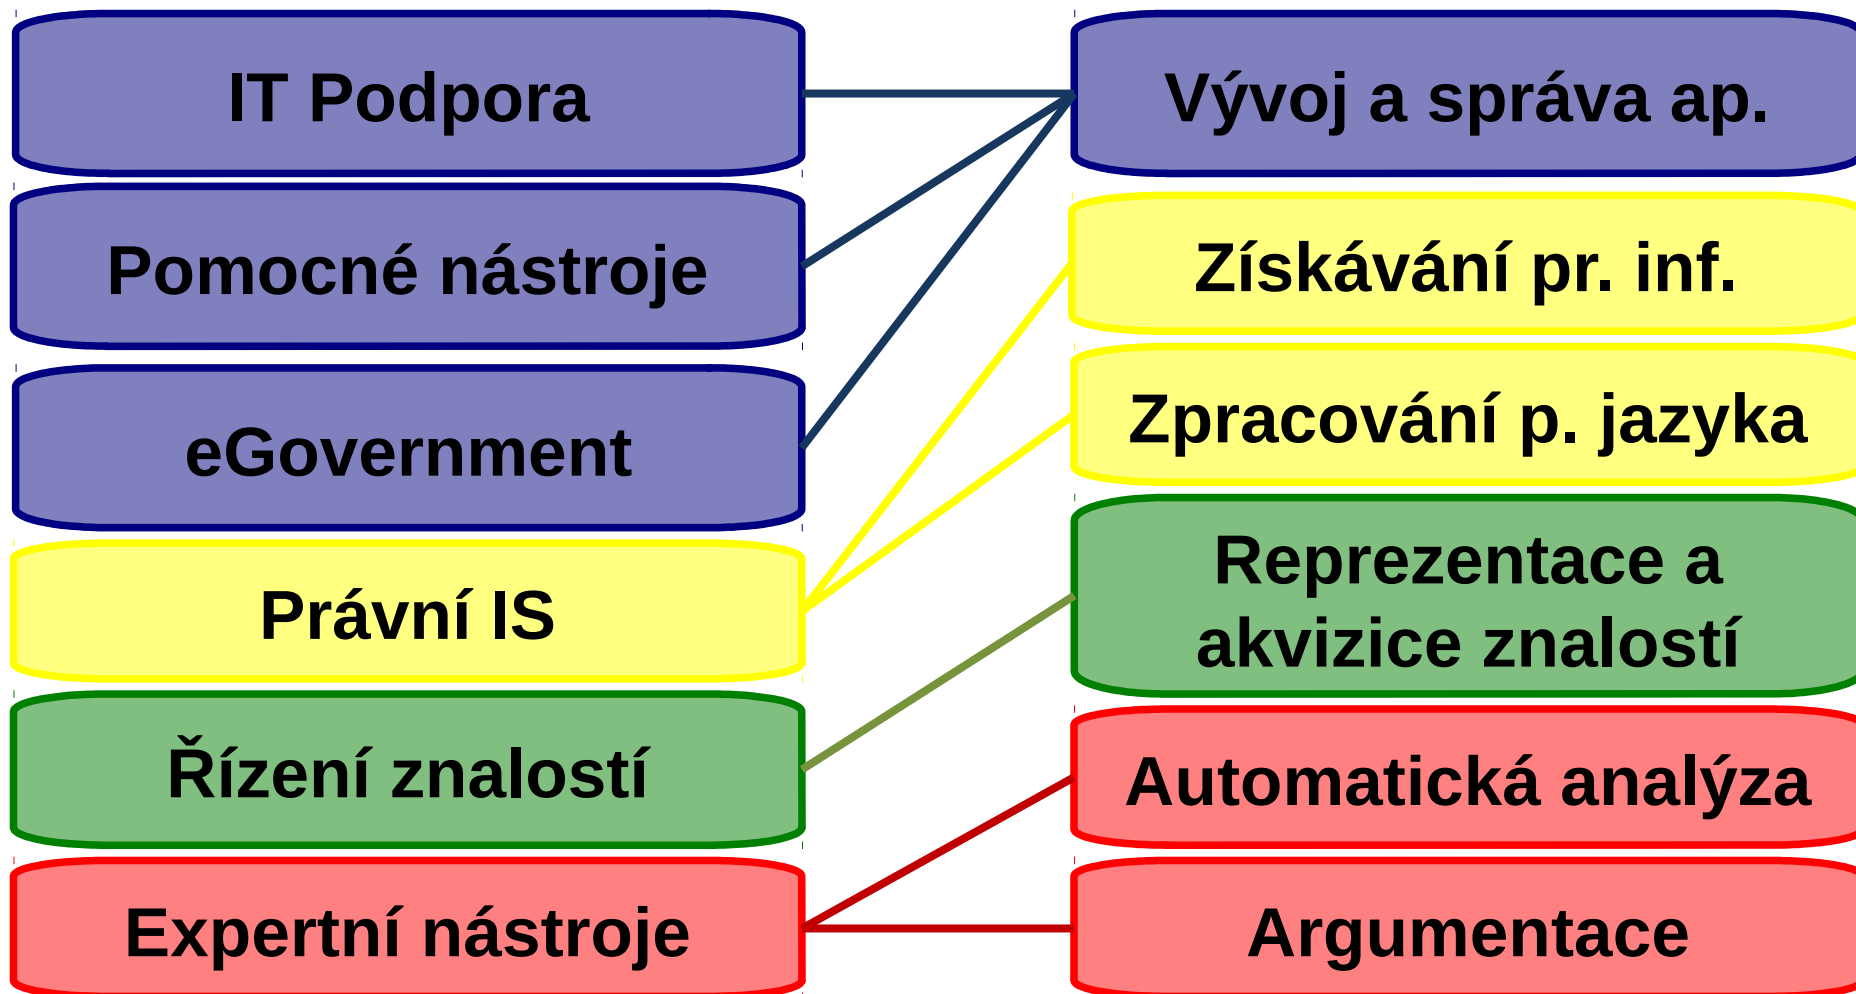 IT Podpora
Pomocné nástroje
eGovernment
Právní IS
Řízení znalostí
Expertní nástroje
Vývoj a správa ap.
Získávání pr. inf.
Zpracování p. jazyka
Reprezentace a
akvizice znalostí
Automatická analýza
Argumentace